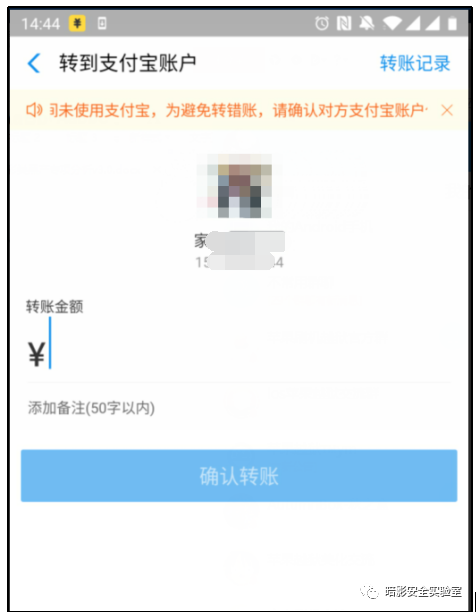 14:44 ¥
转到支付宝账户
转账记录
间未使用支付宝，为避免转错账，请确认对方支付宝账户
家
15 4
转账金额
¥
添加备注(50字以内)
确认转账
暗影安全实验室